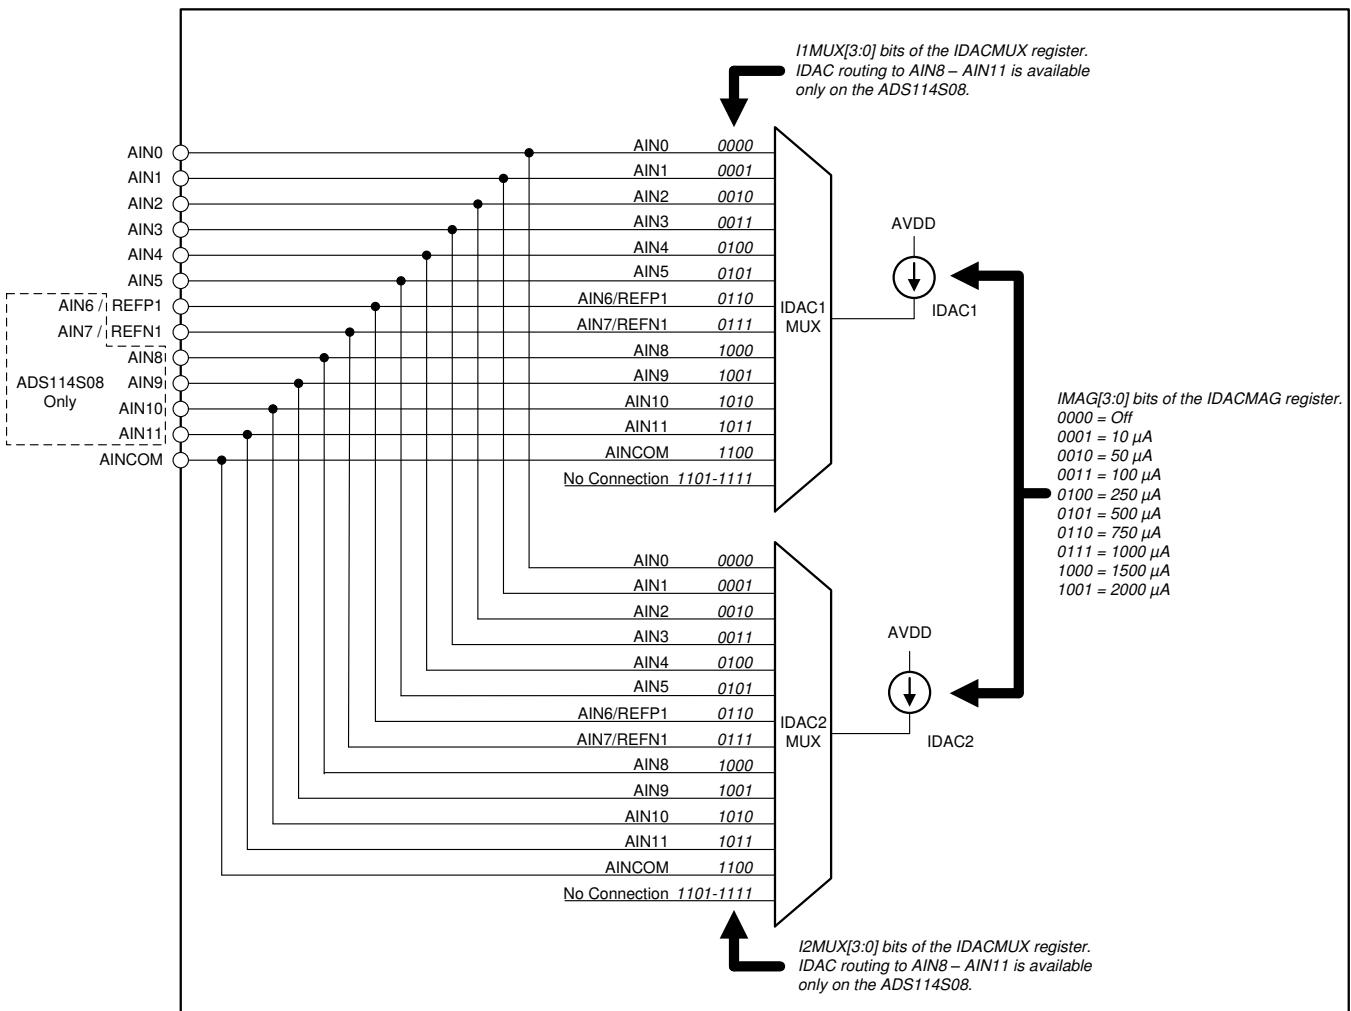 I1MUX[3:0] bits of the IDACMUX register.
IDAC routing to AIN8 – AIN11 is available
only on the ADS114S08.
AIN0
AIN1
AIN2
AIN3
AIN4
AIN5
AIN6 / REFP1
AIN7 / REFN1
AIN8
AIN9
AIN10
AIN11
AINCOM
ADS114S08
Only
AIN0 0000
AIN1 0001
AIN2 0010
AIN3 0011
AIN4 0100
AIN5 0101
AIN6/REFP1 0110
AIN7/REFN1 0111
AIN8 1000
AIN9 1001
AIN10 1010
AIN11 1011
AINCOM 1100
No Connection 1101-1111
IDAC1
MUX
AVDD
IDAC1
IMAG[3:0] bits of the IDACMAG register.
0000 = Off
0001 = 10 μA
0010 = 50 μA
0011 = 100 μA
0100 = 250 μA
0101 = 500 μA
0110 = 750 μA
0111 = 1000 μA
1000 = 1500 μA
1001 = 2000 μA
AIN0 0000
AIN1 0001
AIN2 0010
AIN3 0011
AIN4 0100
AIN5 0101
AIN6/REFP1 0110
AIN7/REFN1 0111
AIN8 1000
AIN9 1001
AIN10 1010
AIN11 1011
AINCOM 1100
No Connection 1101-1111
IDAC2
MUX
AVDD
IDAC2
I2MUX[3:0] bits of the IDACMUX register.
IDAC routing to AIN8 – AIN11 is available
only on the ADS114S08.